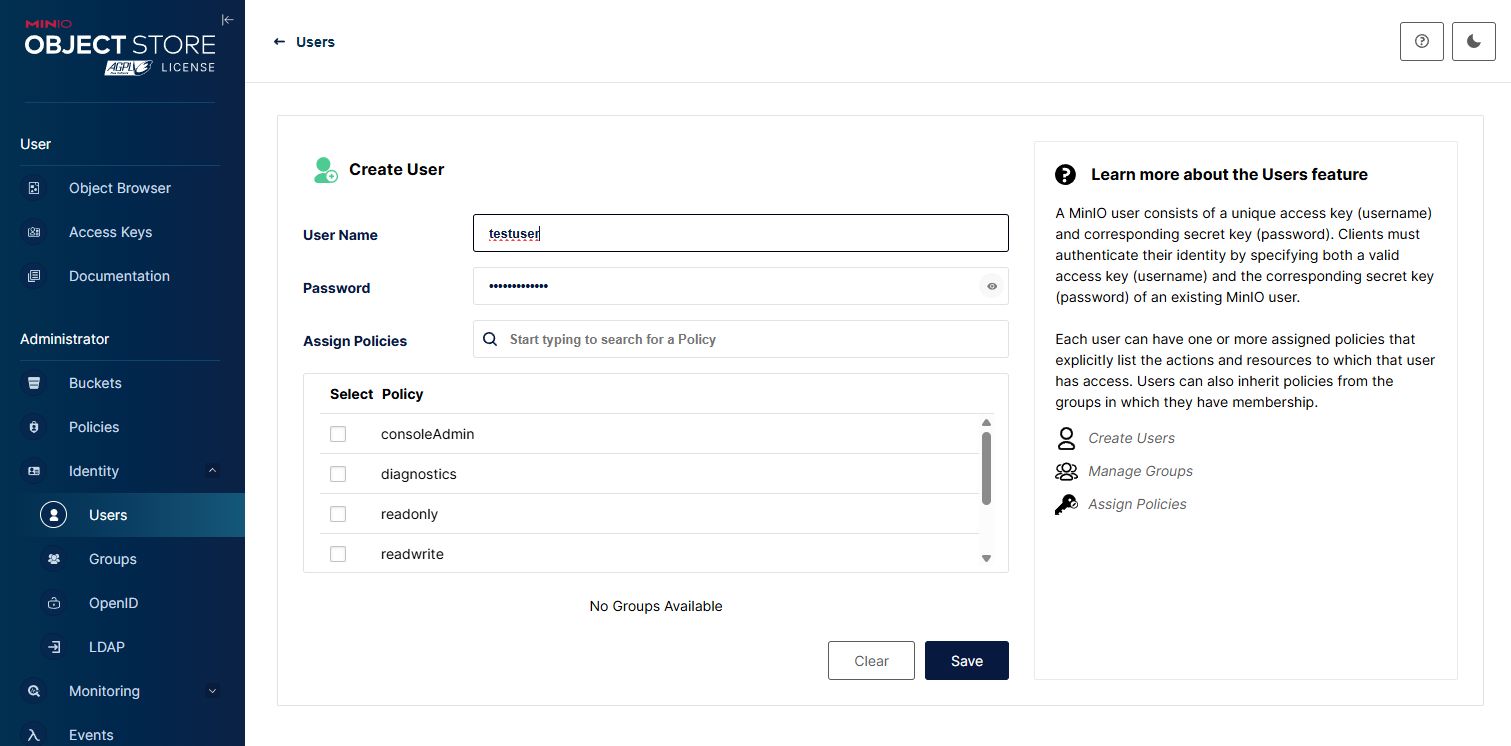 MINIO
OBJECT STORE
AGPLv3 LICENSE
User
Object Browser
Access Keys
Documentation
Administrator
Buckets
Policies
Identity
Users
Groups
OpenID
LDAP
Monitoring
Events
← Users
Create User
User Name
testuser
Password
•••••••••••••
Assign Policies
Start typing to search for a Policy
Select Policy
consoleAdmin
diagnostics
readonly
readwrite
No Groups Available
Clear
Save
Learn more about the Users feature
A MinIO user consists of a unique access key (username)
and corresponding secret key (password). Clients must
authenticate their identity by specifying both a valid
access key (username) and the corresponding secret key
(password) of an existing MinIO user.
Each user can have one or more assigned policies that
explicitly list the actions and resources to which that user
has access. Users can also inherit policies from the
groups in which they have membership.
Create Users
Manage Groups
Assign Policies